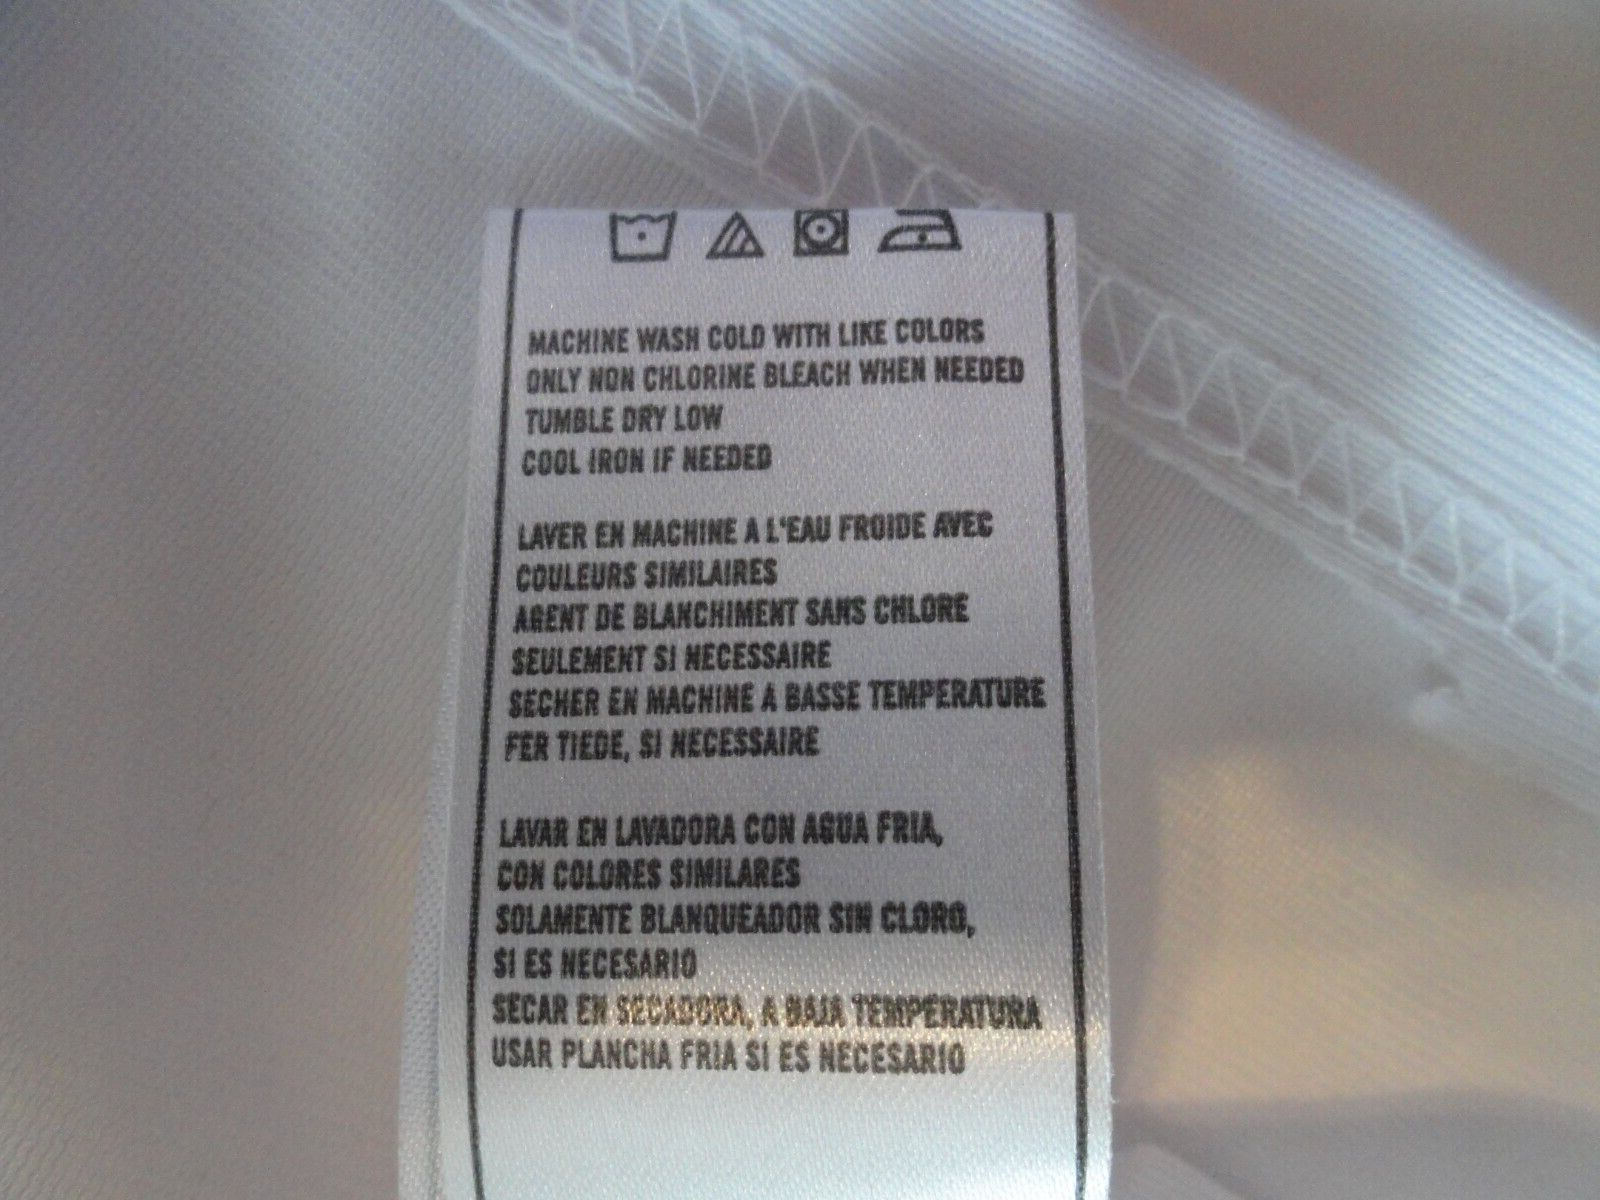 MACHINE WASH COLD WITH LIKE COLORS
ONLY NON CHLORINE BLEACH WHEN NEEDED
TUMBLE DRY LOW
COOL IRON IF NEEDED
LAVER EN MACHINE A L'EAU FROIDE AVEC
COULEURS SIMILAIRES
AGENT DE BLANCHIMENT SANS CHLORE
SEULEMENT SI NECESSAIRE
SECHER EN MACHINE A BASSE TEMPERATURE
FER TIEDE, SI NECESSAIRE
LAVAR EN LAVADORA CON AGUA FRIA,
CON COLORES SIMILARES
SOLAMENTE BLANQUEADOR SIN CLORO,
SI ES NECESARIO
SECAR EN SECADORA, A BAJA TEMPERATURA
USAR PLANCHA FRIA SI ES NECESARIO